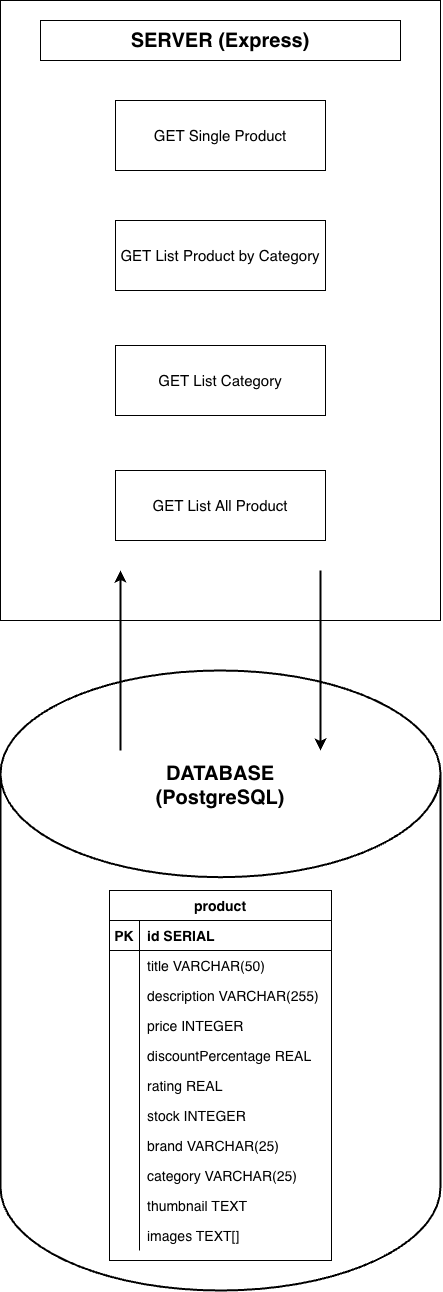 SERVER (Express)
GET Single Product
GET List Product by Category
GET List Category
GET List All Product
DATABASE
(PostgreSQL)
product
PK id SERIAL
title VARCHAR(50)
description VARCHAR(255)
price INTEGER
discountPercentage REAL
rating REAL
stock INTEGER
brand VARCHAR(25)
category VARCHAR(25)
thumbnail TEXT
images TEXT[]